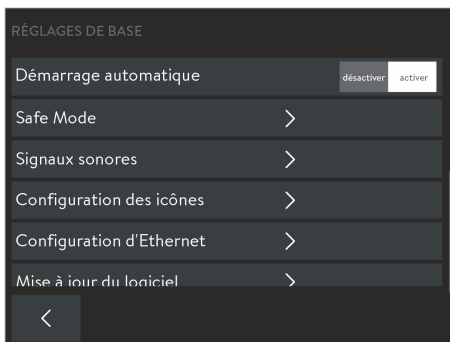 RÉGLAGES DE BASE
Démarrage automatique désactiver activer
Safe Mode
Signaux sonores
Configuration des icônes
Configuration d'Ethernet
Mise à jour du logiciel